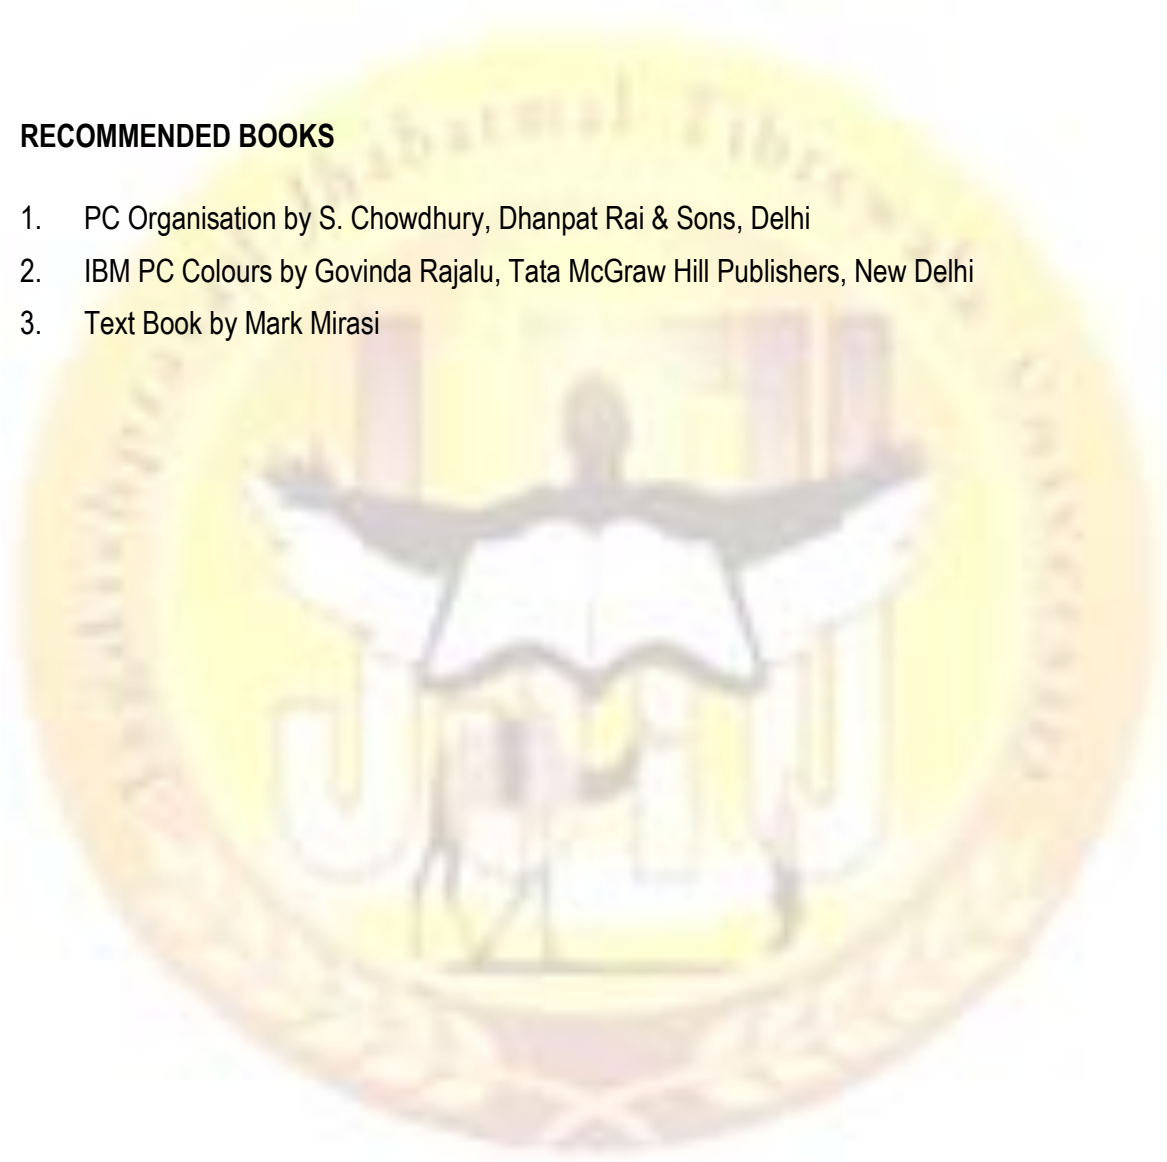 RECOMMENDED BOOKS
1. PC Organisation by S. Chowdhury, Dhanpat Rai & Sons, Delhi
2. IBM PC Colours by Govinda Rajalu, Tata McGraw Hill Publishers, New Delhi
3. Text Book by Mark Mirasi